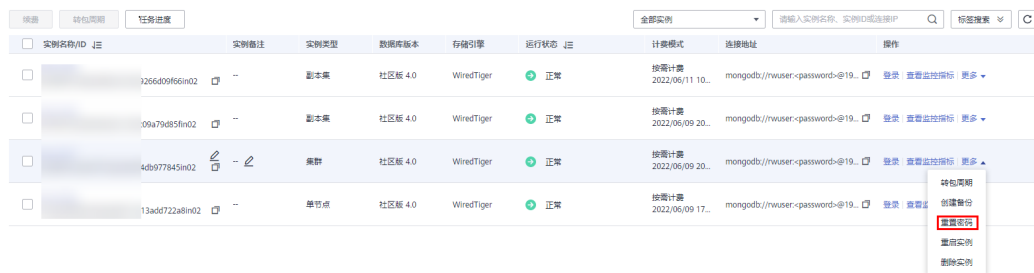 续费 转包周期 任务进度 全部实例 请输入实例名称、实例ID或连接IP 标签搜索
实例名称/ID 实例备注 实例类型 数据库版本 存储引擎 运行状态 计费模式 连接地址 操作
9266d09f66in02 -- 副本集 社区版 4.0 WiredTiger 正常 按需计费 mongodb://rwuser:<password>@19... 登录 查看监控指标 更多
2022/06/11 10...
:09a79d85fin02 -- 副本集 社区版 4.0 WiredTiger 正常 按需计费 mongodb://rwuser:<password>@19... 登录 查看监控指标 更多
2022/06/09 20...
4db977845in02 -- 集群 社区版 4.0 WiredTiger 正常 按需计费 mongodb://rwuser:<password>@19... 登录 查看监控指标 更多
2022/06/09 20...
转包周期
创建备份
13add722a8in02 -- 单节点 社区版 4.0 WiredTiger 正常 按需计费 mongodb://rwuser:<password>@19... 登录 查看
2022/06/09 17...
重置密码
重启实例
删除实例